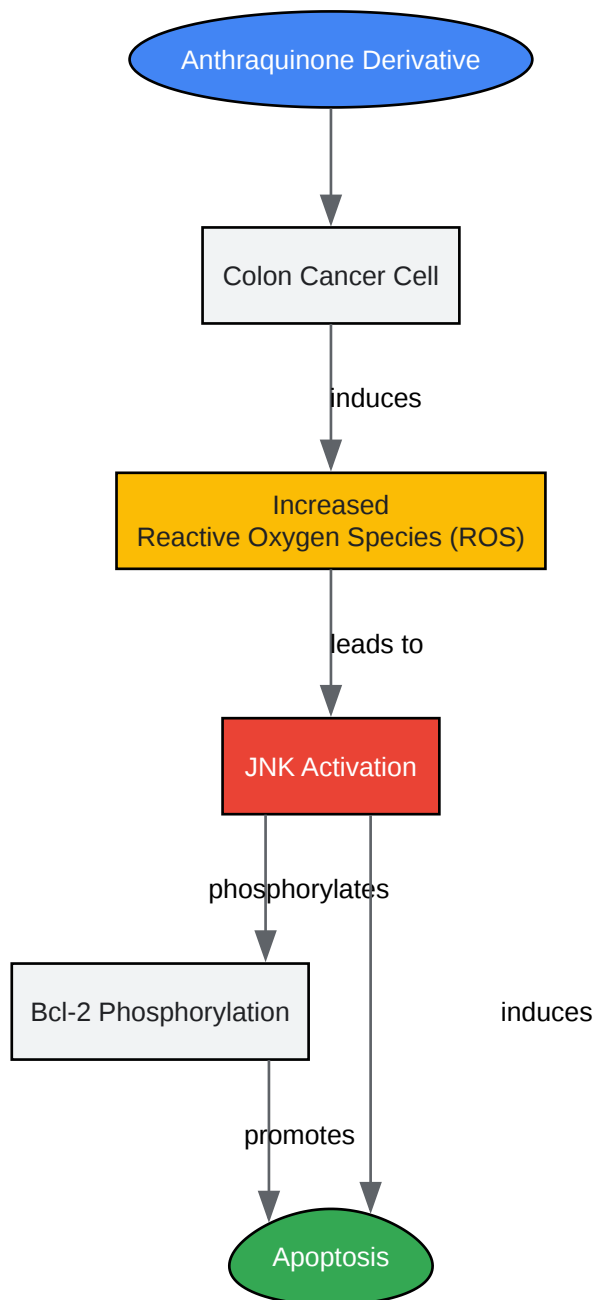 Anthraquinone Derivative
Colon Cancer Cell
induces
Increased
Reactive Oxygen Species (ROS)
leads to
JNK Activation
phosphorylates
Bcl-2 Phosphorylation
induces
promotes
Apoptosis